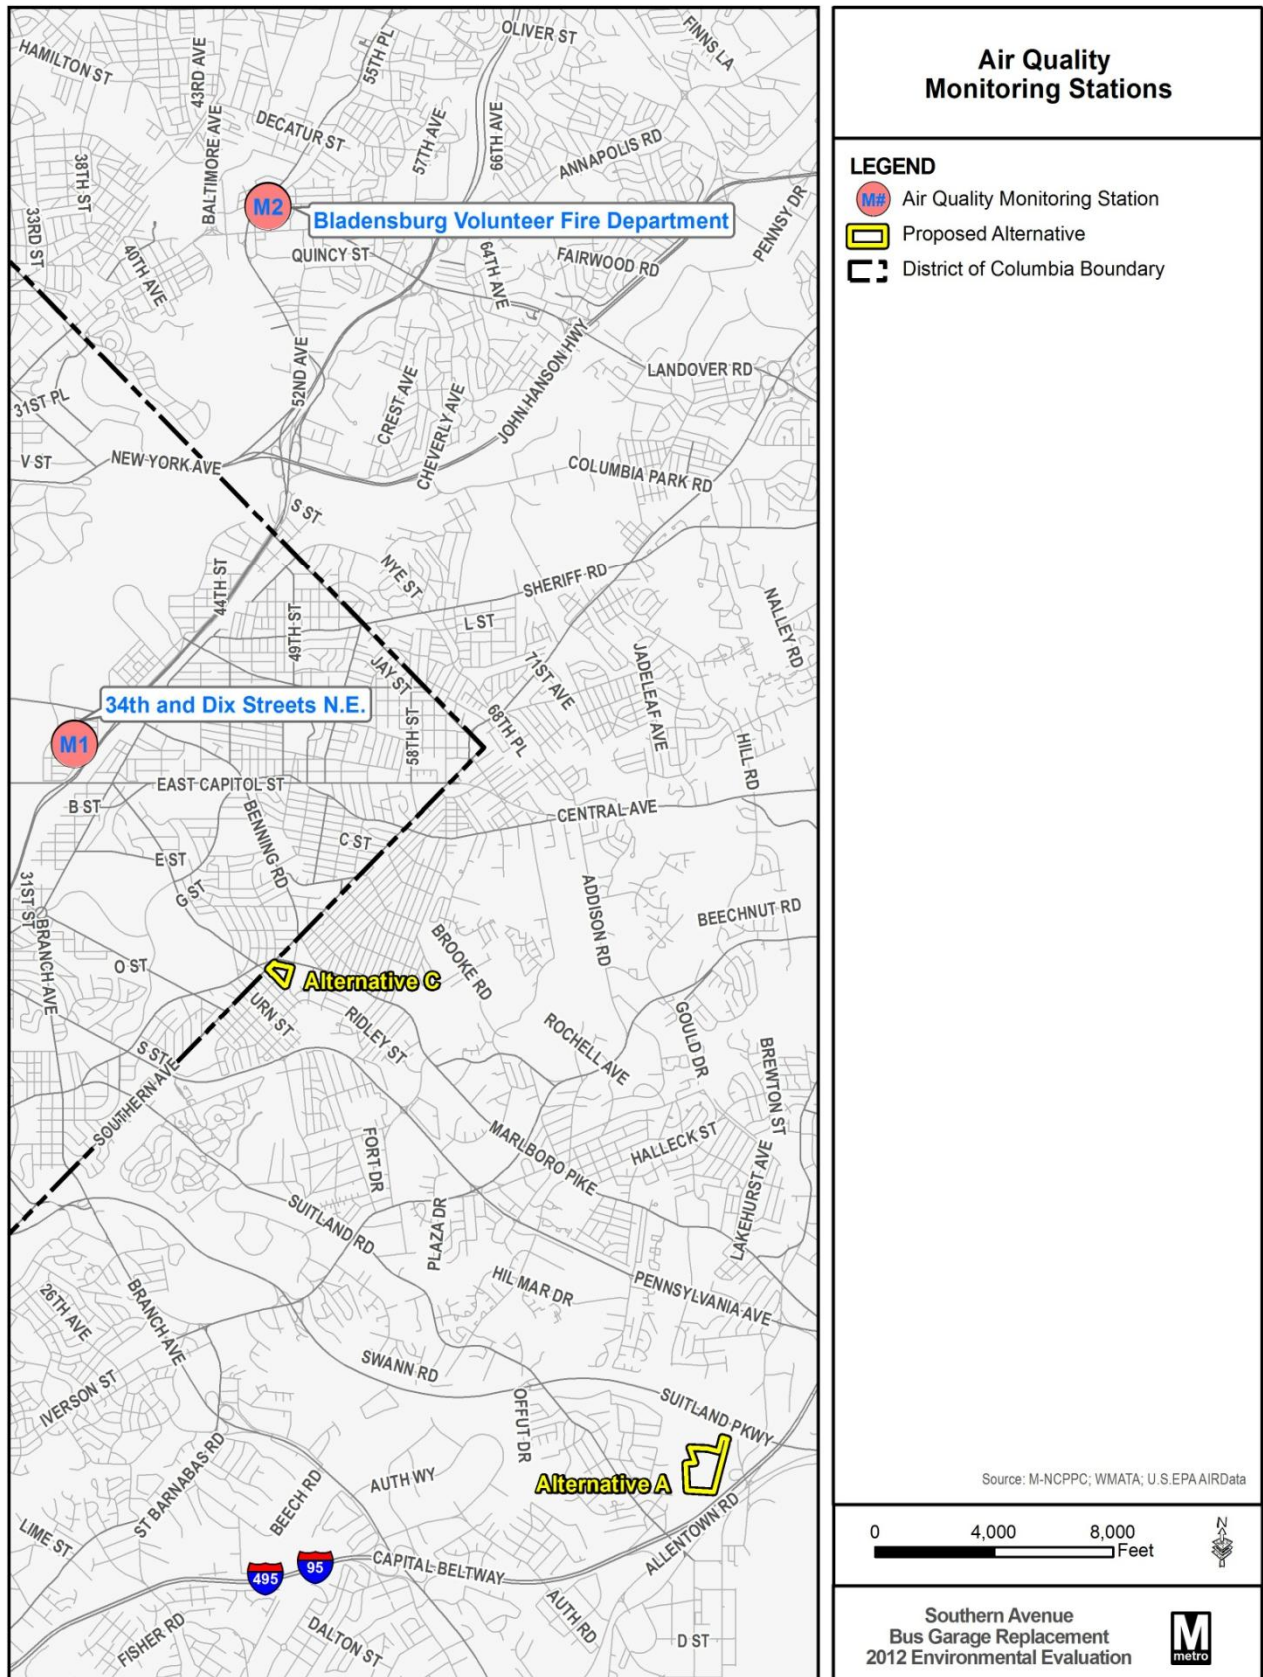 OLIVER ST
FINNS LA
HAMILTON ST
43RD AVE
55TH PL
DECATUR ST
57TH AVE
66TH AVE
ANNAPOLIS RD
38TH ST
BALTIMORE AVE
M2
Bladensburg Volunteer Fire Department
PENNSY DR
33RD ST
40TH AVE
QUINCY ST
64TH AVE
FAIRWOOD RD
52ND AVE
JOHN HANSON HWY
LANDOVER RD
31ST PL
CREST AVE
CHEVERLY AVE
V ST
NEW YORK AVE
COLUMBIA PARK RD
S ST
NYE ST
SHERIFF RD
44TH ST
49TH ST
L ST
NALLEY RD
JAY ST
71ST AVE
JADELEAF AVE
34th and Dix Streets N.E.
M1
58TH ST
68TH PL
HILL RD
EAST CAPITOL ST
B ST
CENTRAL AVE
BENNING RD
C ST
E ST
G ST
31ST ST
ADDISON RD
BEECHNUT RD
BRANCH AVE
BROOKE RD
O ST
Alternative C
URN ST
RIDLEY ST
GOULD DR
ROCHELL AVE
BREWTON ST
S ST
SOUTHERN AVE
MARLBORO PIKE
HALLECK ST
FORT DR
LAKEHURST AVE
SUITLAND RD
PLAZA DR
HIL MAR DR
PENNSYLVANIA AVE
26TH AVE
BRANCH AVE
SWANN RD
IVERSON ST
OFFUT DR
SUITLAND PKWY
ST BARNABAS RD
AUTH WY
Alternative A
BEECH RD
ALLENTOWN RD
LIME ST
495
95
CAPITAL BELTWAY
FISHER RD
DALTON ST
AUTH RD
D ST
Air Quality
Monitoring Stations
LEGEND
M# Air Quality Monitoring Station
Proposed Alternative
District of Columbia Boundary
Source: M-NCPPC; WMATA; U.S.EPA AIRData
0 4,000 8,000
Feet
N
Southern Avenue
Bus Garage Replacement
2012 Environmental Evaluation
M
metro